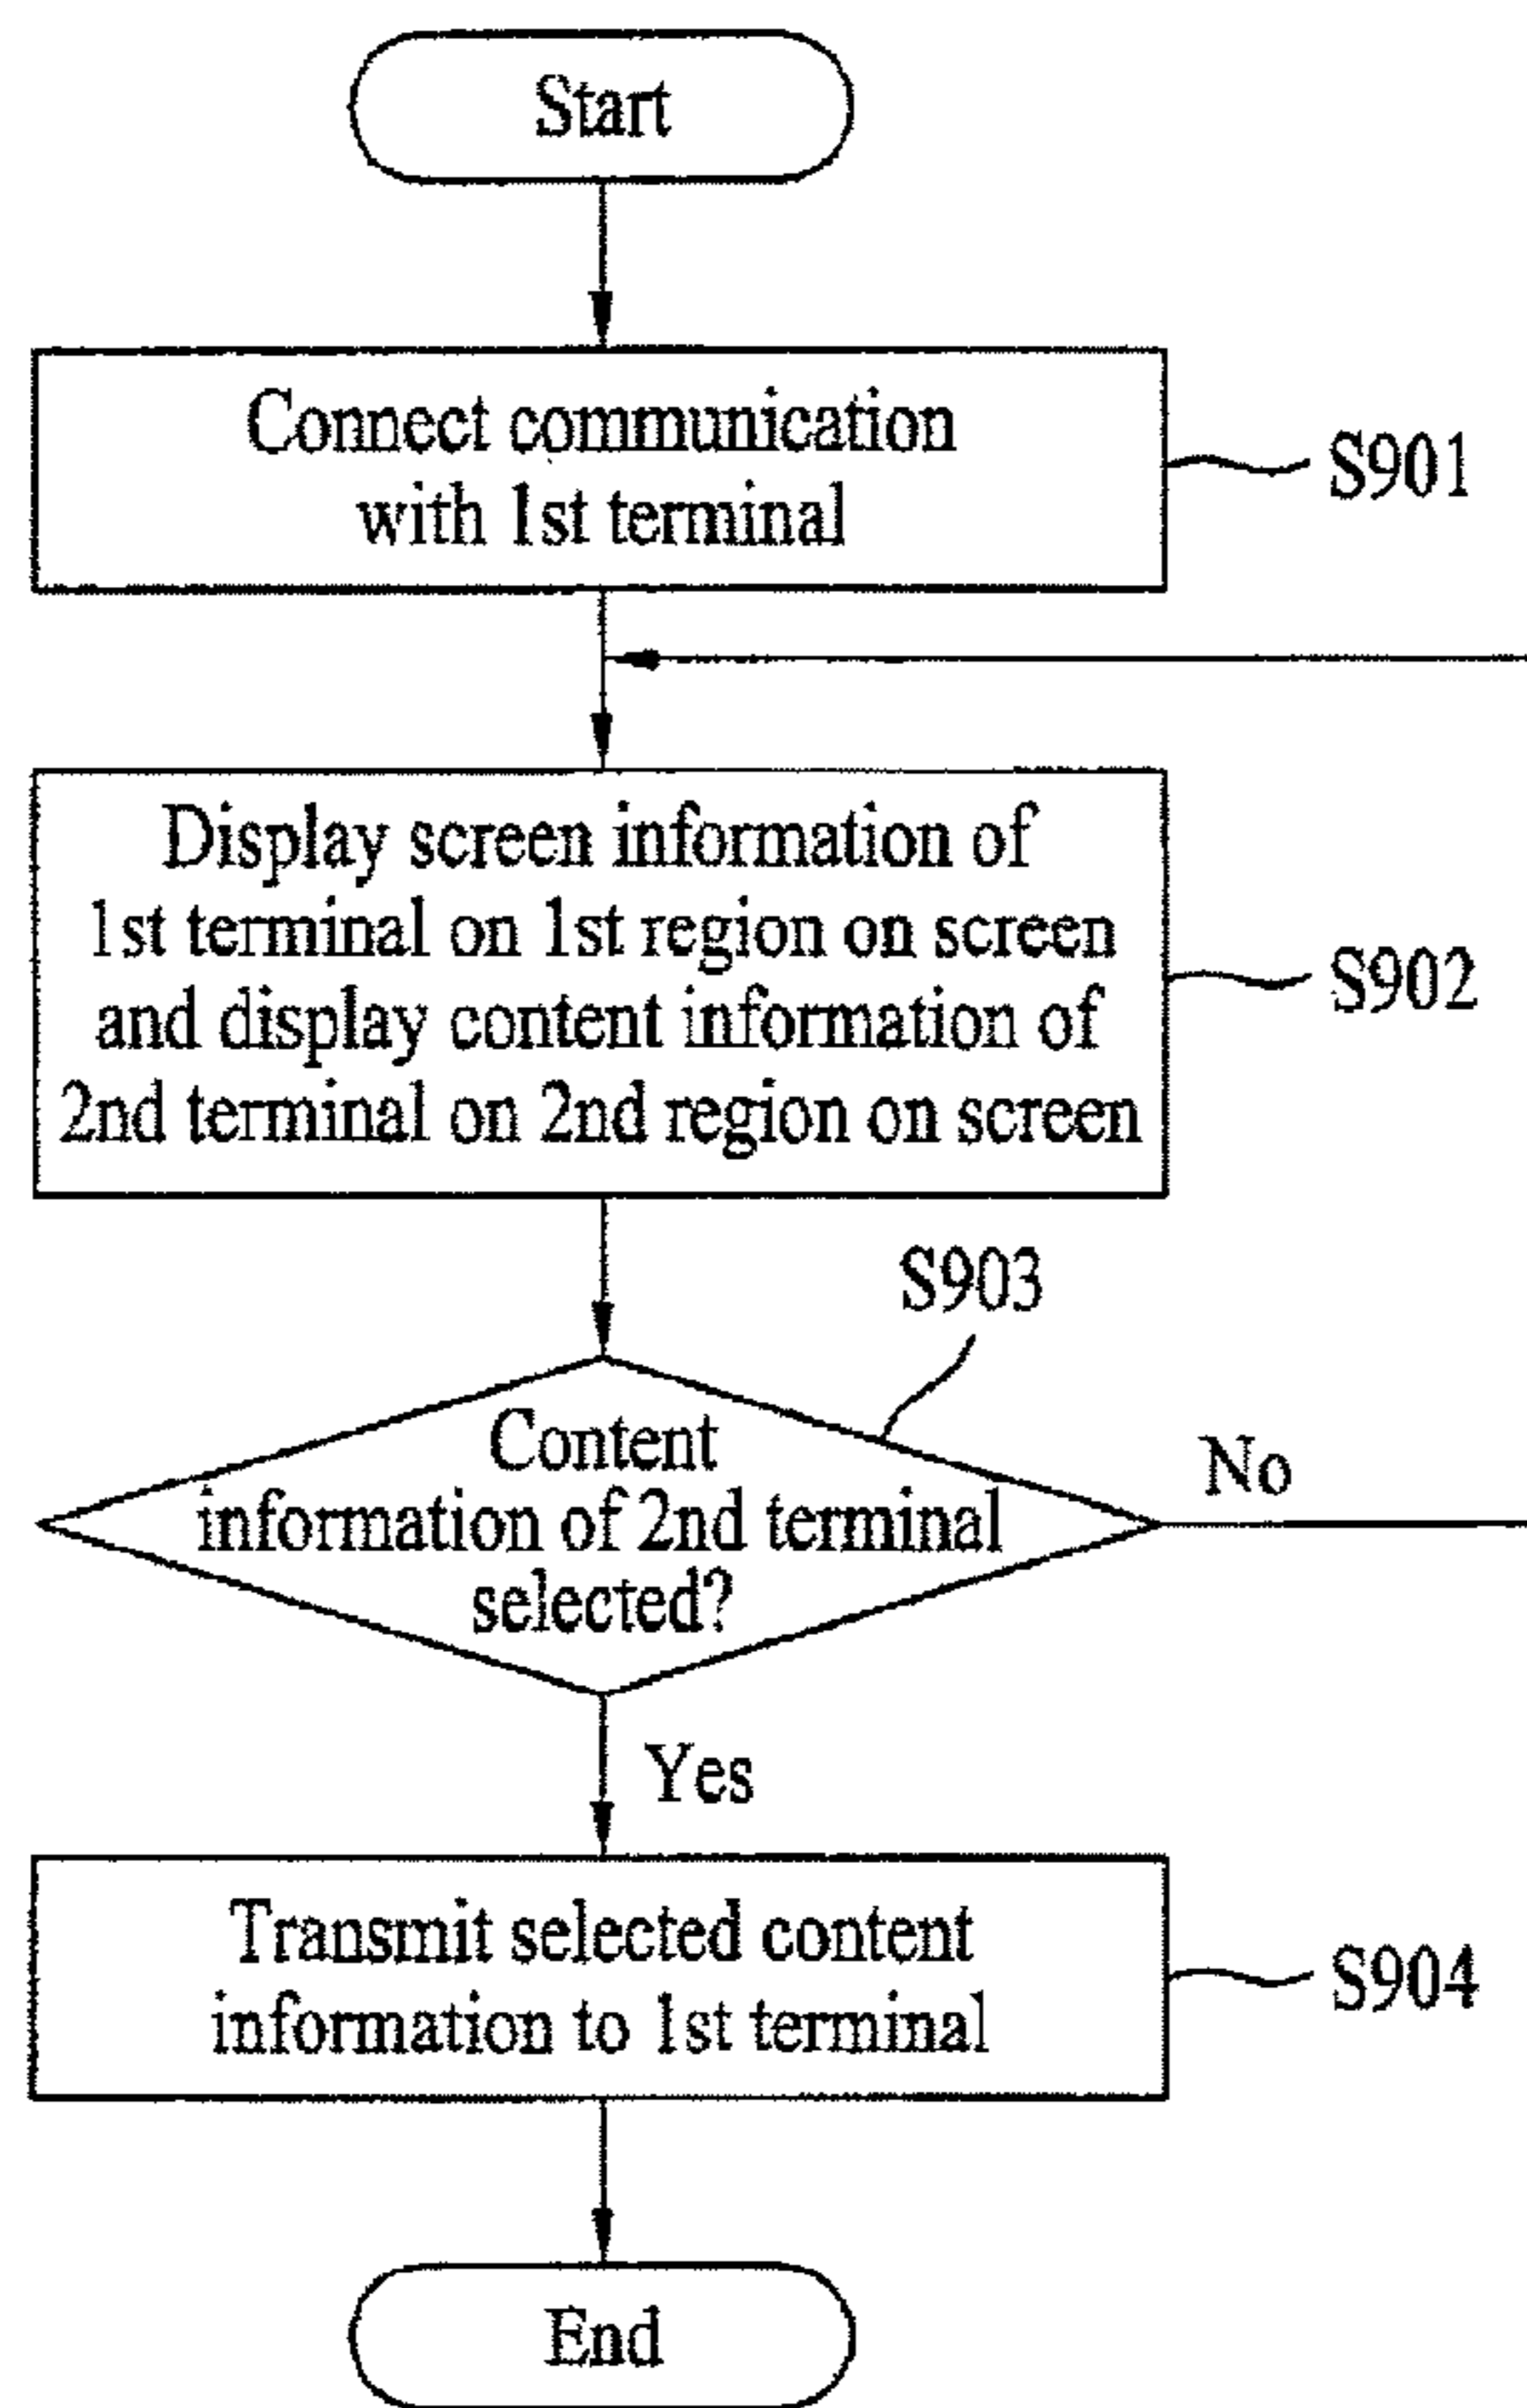 Start
Connect communication
with 1st terminal
S901
Display screen information of
1st terminal on 1st region on screen
and display content information of
2nd terminal on 2nd region on screen
S902
S903
Content
information of 2nd terminal
selected?
No
Yes
Transmit selected content
information to 1st terminal
S904
End